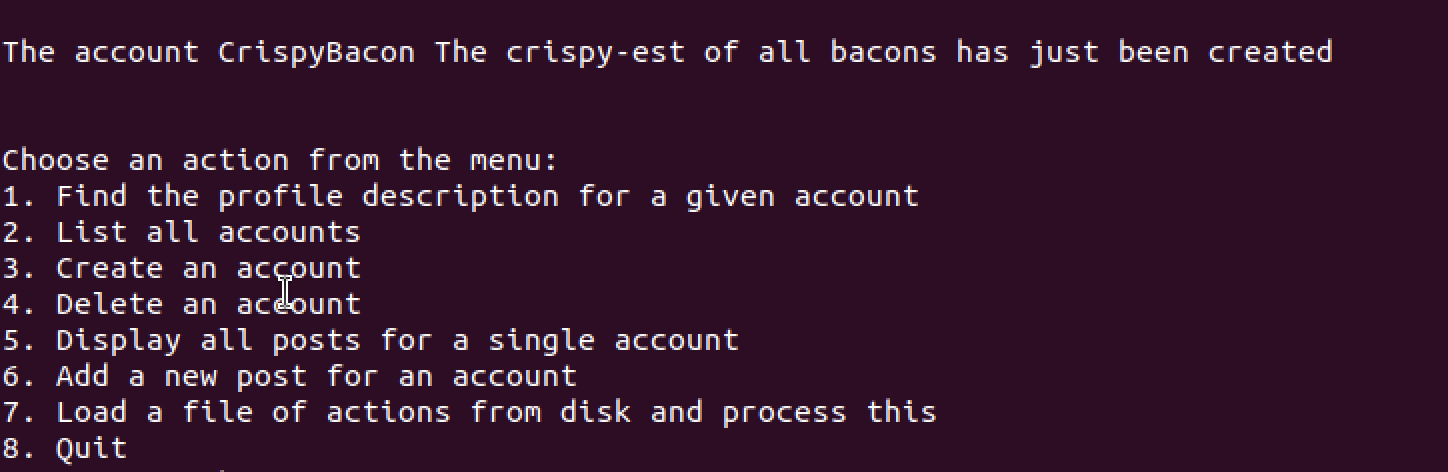 The account CrispyBacon The crispy-est of all bacons has just been created
Choose an action from the menu:
1. Find the profile description for a given account
2. List all accounts
3. Create an account
4. Delete an account
5. Display all posts for a single account
6. Add a new post for an account
7. Load a file of actions from disk and process this
8. Quit